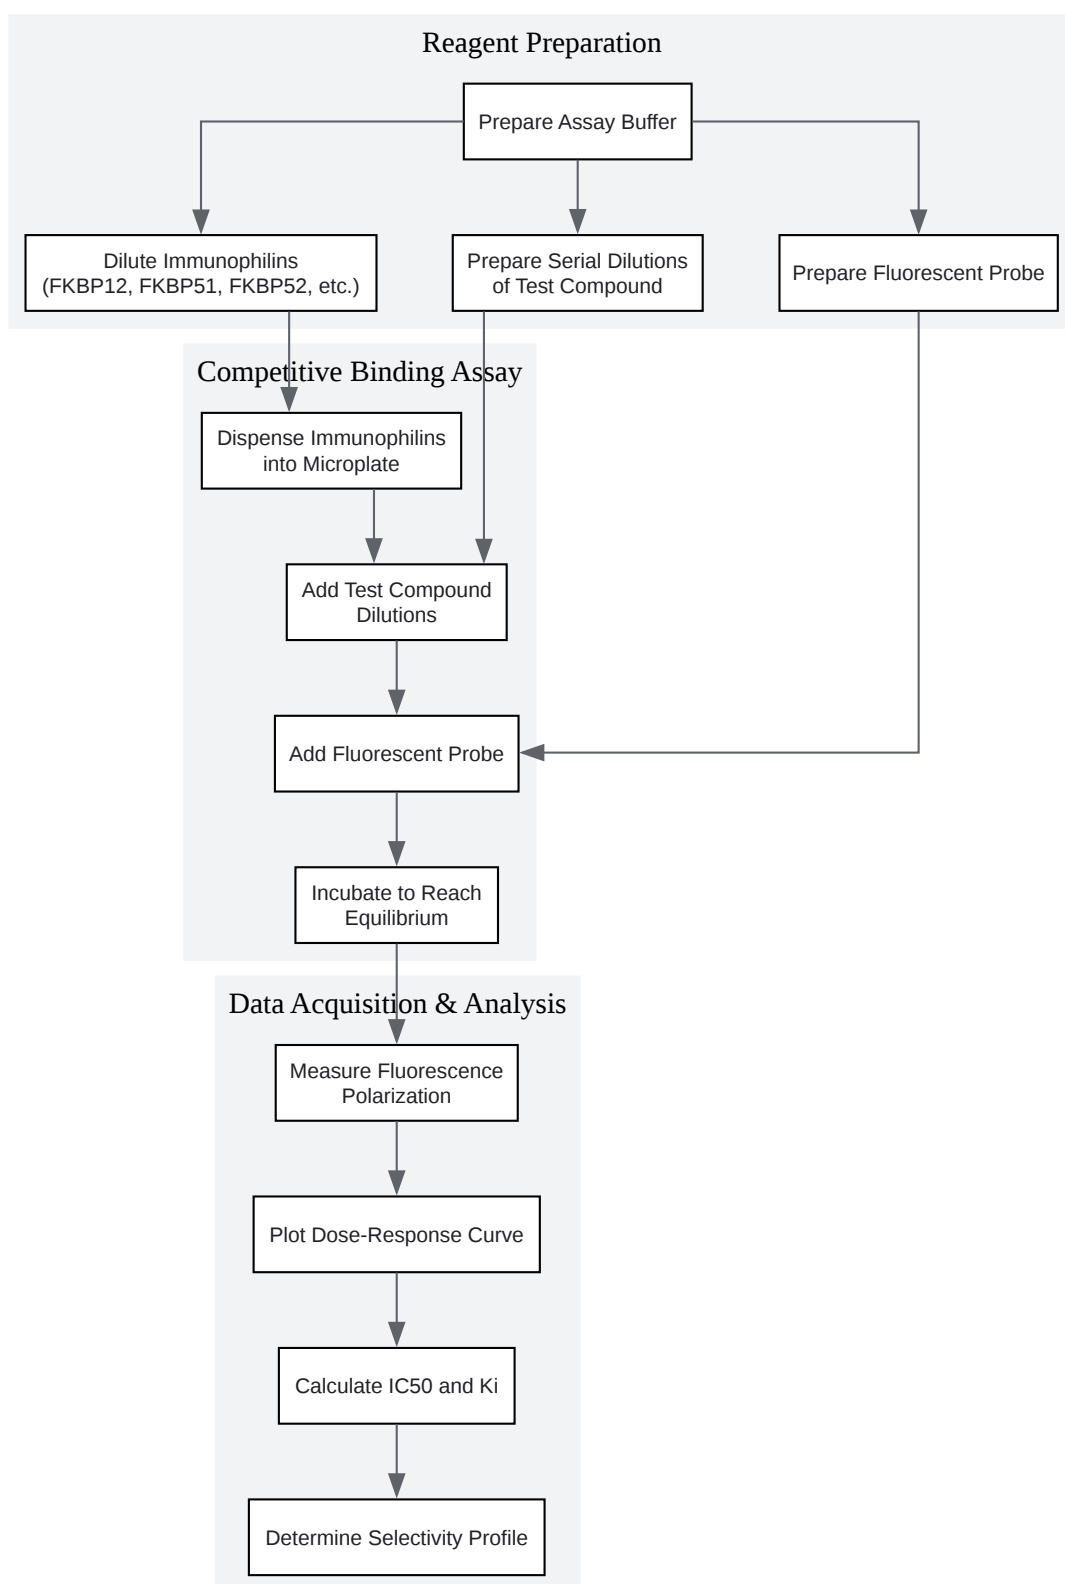 Reagent Preparation
Prepare Assay Buffer
Dilute Immunophilins
(FKBP12, FKBP51, FKBP52, etc.)
Prepare Serial Dilutions
of Test Compound
Prepare Fluorescent Probe
Competitive Binding Assay
Dispense Immunophilins
into Microplate
Add Test Compound
Dilutions
Add Fluorescent Probe
Incubate to Reach
Equilibrium
Data Acquisition & Analysis
Measure Fluorescence
Polarization
Plot Dose-Response Curve
Calculate IC50 and Ki
Determine Selectivity Profile